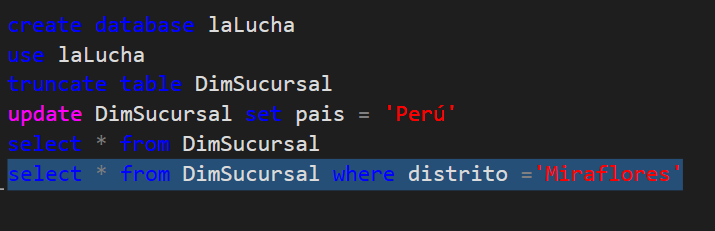 create database laLucha
use laLucha
truncate table DimSucursal
update DimSucursal set pais = 'Perú'
select * from DimSucursal
select * from DimSucursal where distrito ='Miraflores'